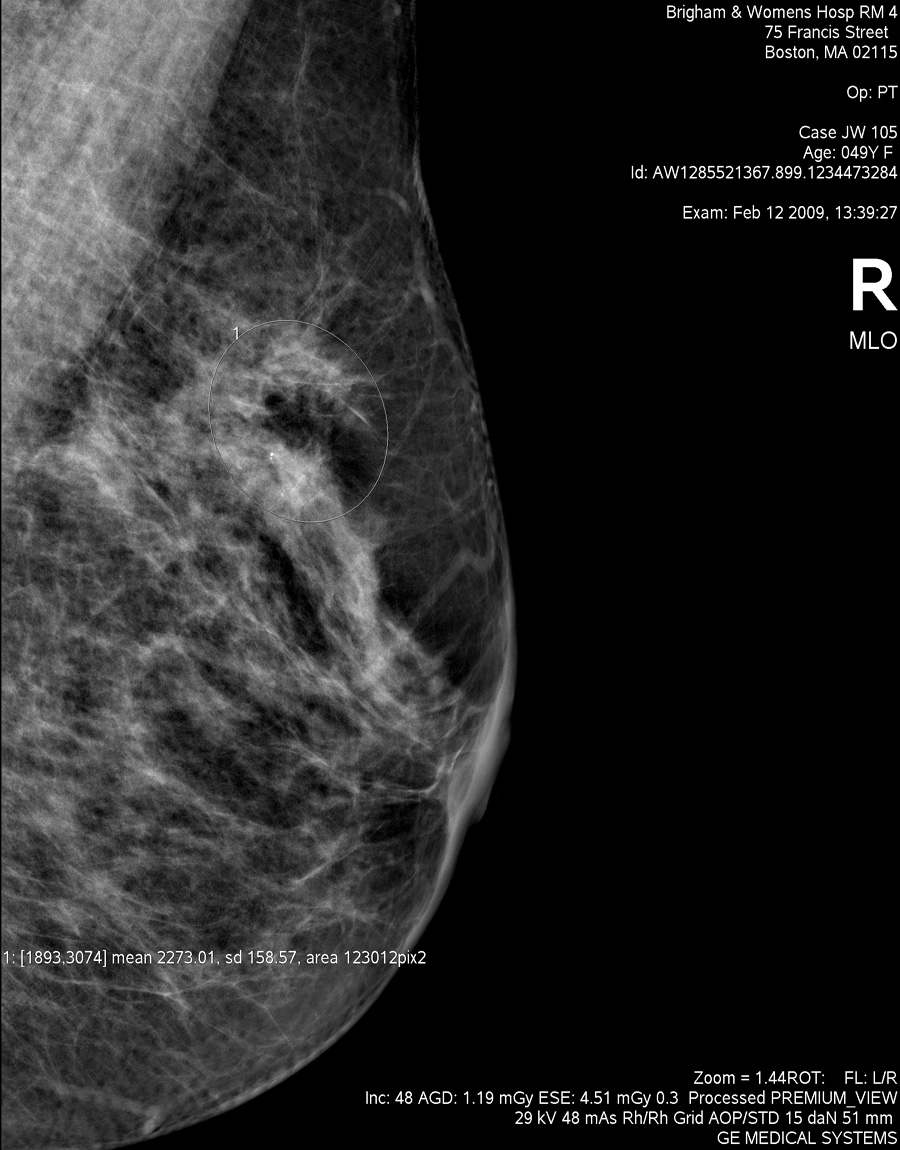 Brigham & Womens Hosp RM 4
75 Francis Street
Boston, MA 02115
Op: PT
Case JW 105
Age: 049Y F
Id: AW1285521367.899.1234473284
Exam: Feb 12 2009, 13:39:27
R
MLO
1
1: [1893,3074] mean 2273.01, sd 158.57, area 123012pix2
Zoom = 1.44ROT: FL: L/R
Inc: 48 AGD: 1.19 mGy ESE: 4.51 mGy 0.3 Processed PREMIUM_VIEW
29 kV 48 mAs Rh/Rh Grid AOP/STD 15 daN 51 mm
GE MEDICAL SYSTEMS